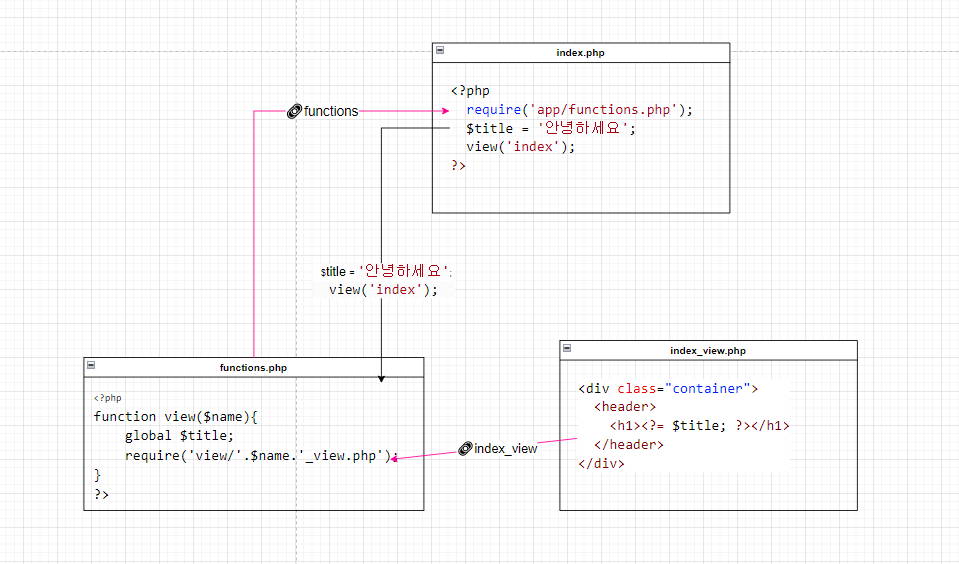 index.php
<?php
require('app/functions.php');
$title = '안녕하세요';
view('index');
?>
functions
$title = '안녕하세요';
view('index');
functions.php
<?php
function view($name){
global $title;
require('view/'.$name.'_view.php');
}
?>
index_view
index_view.php
<div class="container">
<header>
<h1><?= $title; ?></h1>
</header>
</div>